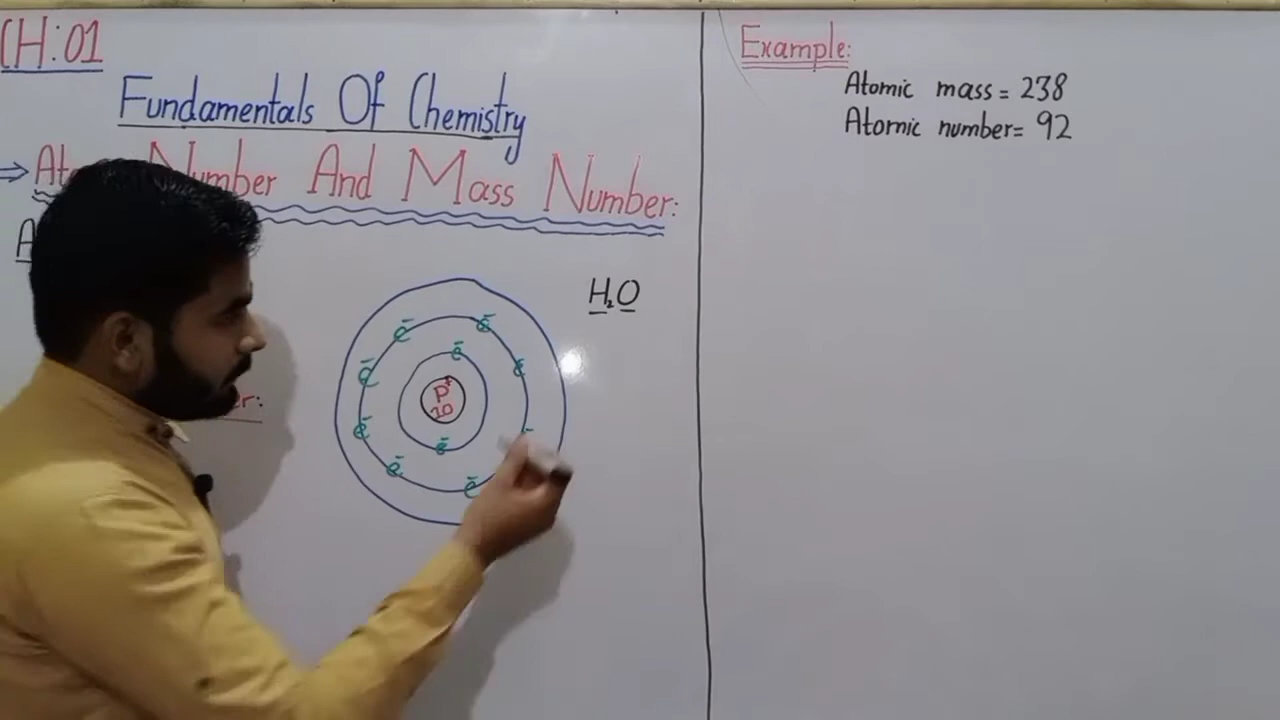 CH:01
Fundamentals Of Chemistry
⇒ Number And Mass Number:
H₂O
e⁻ e⁻
e⁻ e⁻ e
P⁺
10
e⁻ e⁻
e⁻ e⁻
Example:
Atomic mass = 238
Atomic number = 92